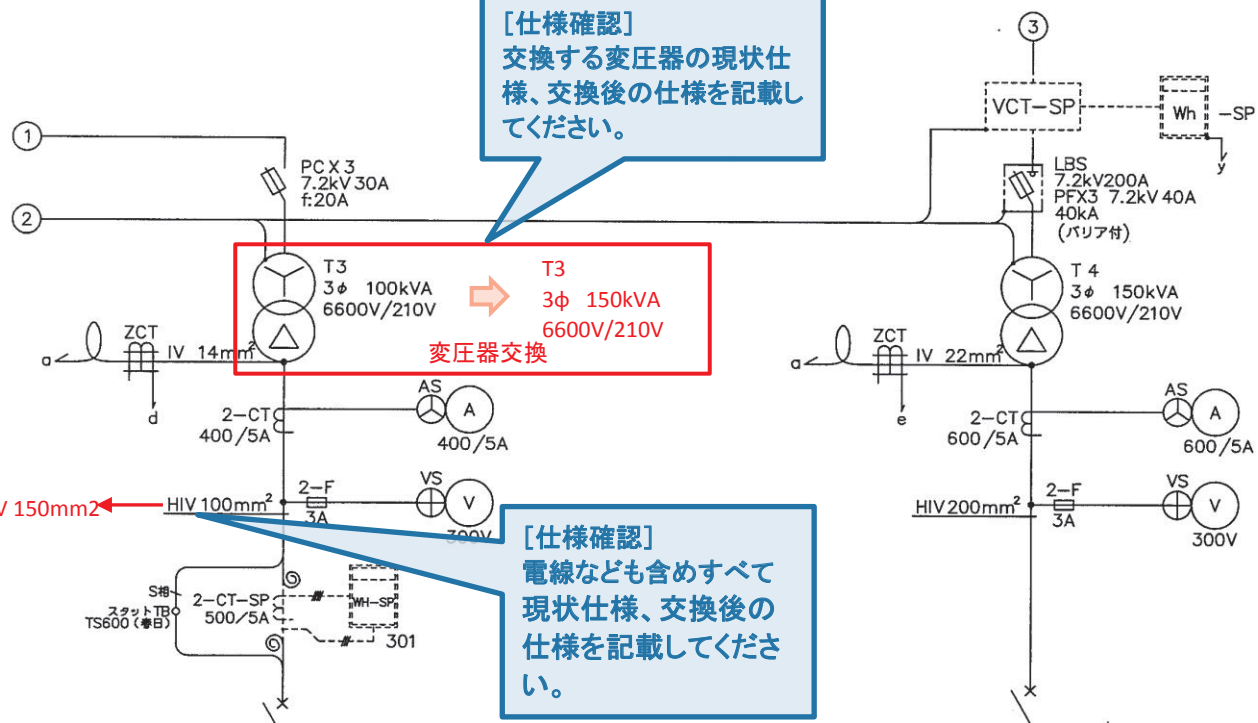 [仕様確認]
交換する変圧器の現状仕
様、交換後の仕様を記載し
てください。
3
VCT-SP
Wh
-SP
y
1
PCX3
7.2kV 30A
f:20A
LBS
7.2kV200A
PFX3 7.2kV 40A
40kA
(バリア付)
2
T3
3φ 100kVA
6600V/210V
T3
3φ 150kVA
6600V/210V
変圧器交換
T4
3φ 150kVA
6600V/210V
ZCT
IV 14mm²
a
d
ZCT
IV 22mm²
a
e
2-CT
400/5A
AS
A
400/5A
2-CT
600/5A
AS
A
600/5A
V 150mm2
HIV 100mm²
2-F
3A
VS
V
300V
HIV 200mm²
2-F
3A
VS
V
300V
[仕様確認]
電線なども含めすべて
現状仕様、交換後の
仕様を記載してくださ
い。
S相
スタットTB
TS600(春日)
2-CT-SP
500/5A
WH-SP
301